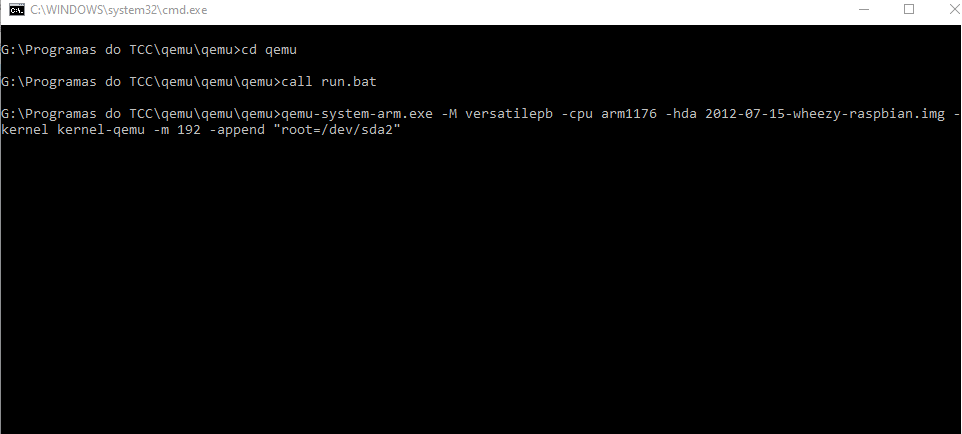 C:\WINDOWS\system32\cmd.exe
G:\Programas do TCC\qemu\qemu>cd qemu
G:\Programas do TCC\qemu\qemu\qemu>call run.bat
G:\Programas do TCC\qemu\qemu\qemu>qemu-system-arm.exe -M versatilepb -cpu arm1176 -hda 2012-07-15-wheezy-raspbian.img -
kernel kernel-qemu -m 192 -append "root=/dev/sda2"